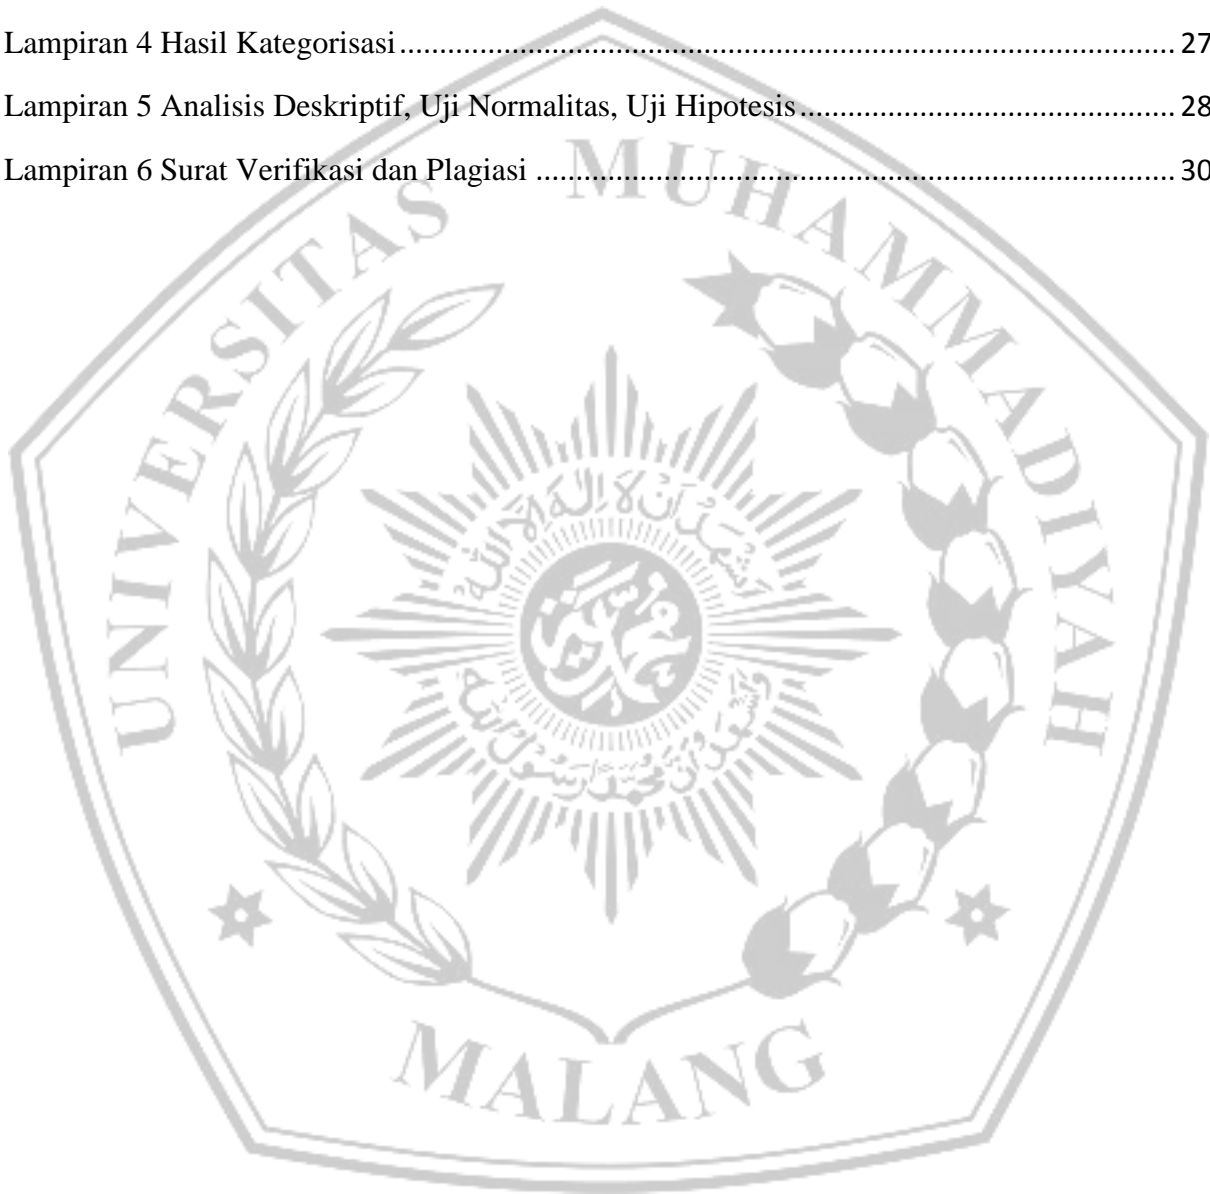 Lampiran 4 Hasil Kategorisasi................................................................................................. 27
Lampiran 5 Analisis Deskriptif, Uji Normalitas, Uji Hipotesis............................................... 28
Lampiran 6 Surat Verifikasi dan Plagiasi ................................................................................ 30
UNIVERSITAS MUHAMMADIYAH
MALANG